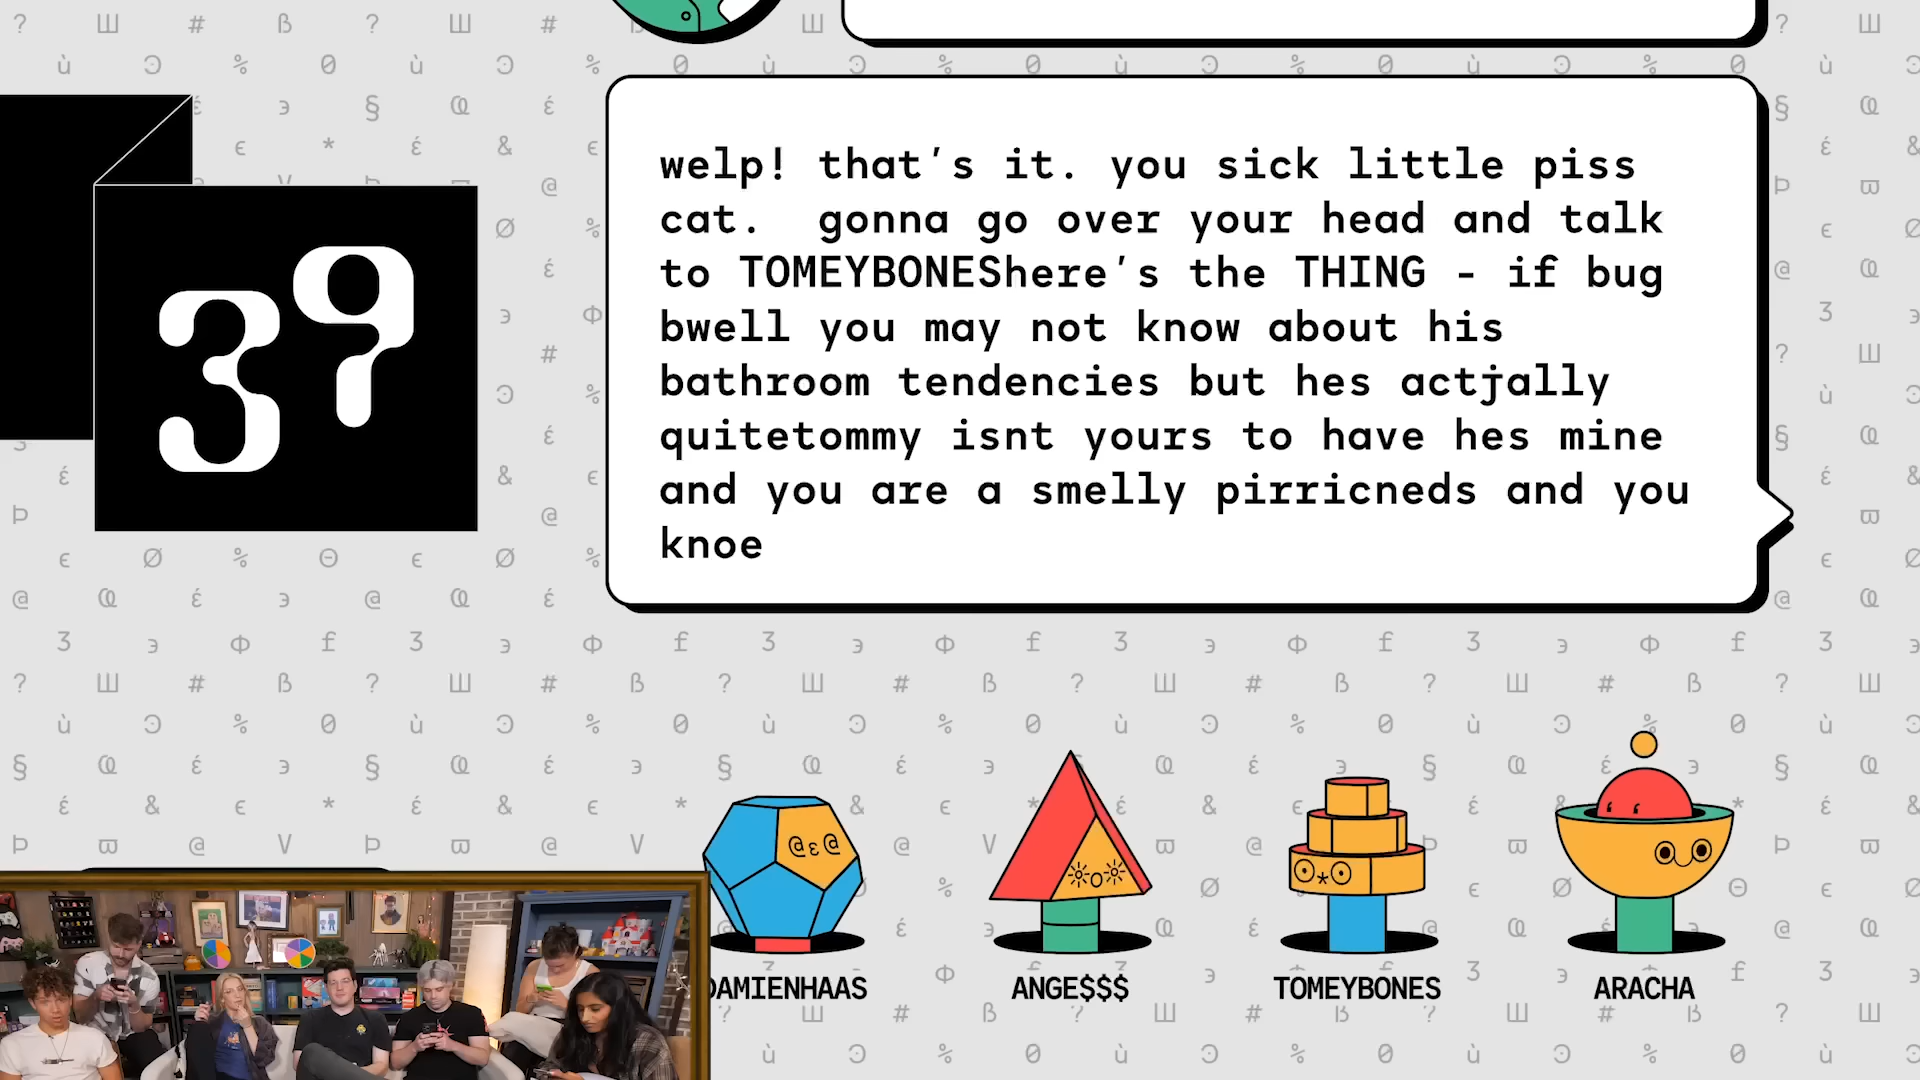 39
welp! that's it. you sick little piss
cat.  gonna go over your head and talk
to TOMEYBONEShere's the THING - if bug
bwell you may not know about his
bathroom tendencies but hes actjally
quitetommy isnt yours to have hes mine
and you are a smelly pirricneds and you
knoe
DAMIENHAAS
ANGE$$$
TOMEYBONES
ARACHA